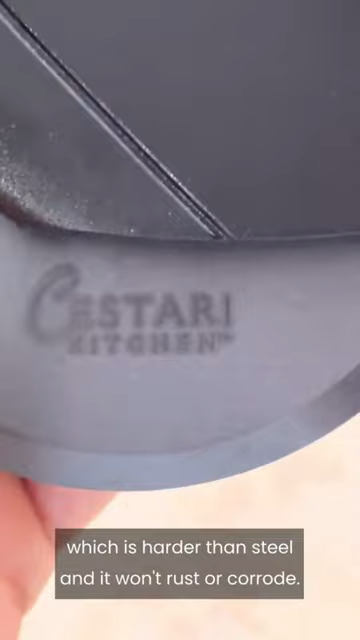 CESTARI
KITCHEN™
which is harder than steel
and it won't rust or corrode.